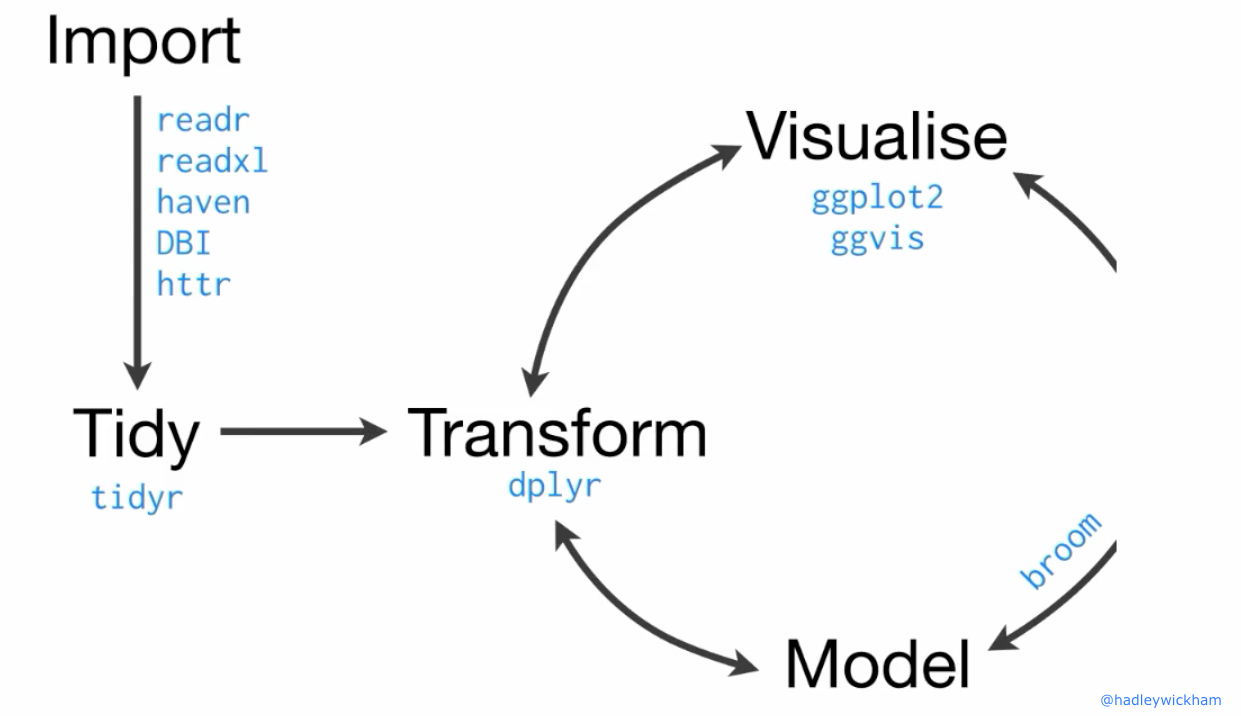 Import
readr
readxl
haven
DBI
httr
Tidy
tidyr
Transform
dplyr
Visualise
ggplot2
ggvis
broom
Model
@hadleywickham